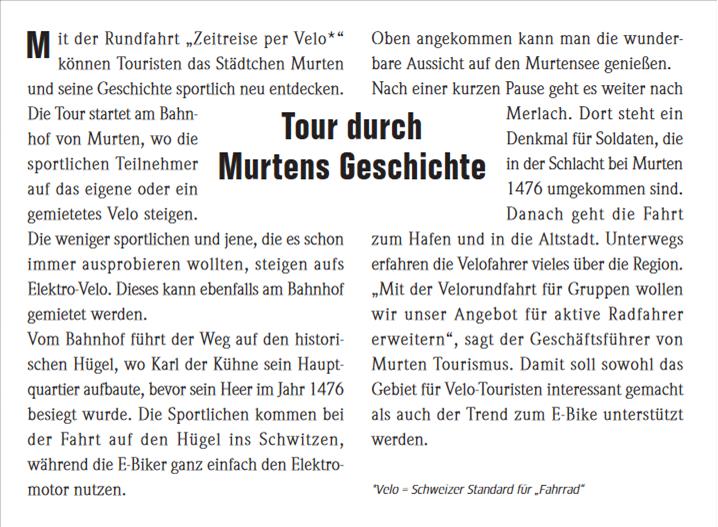 Tour durch
Murtens Geschichte
Mit der Rundfahrt „Zeitreise per Velo*“
können Touristen das Städtchen Murten
und seine Geschichte sportlich neu entdecken.
Die Tour startet am Bahn-
hof von Murten, wo die
sportlichen Teilnehmer
auf das eigene oder ein
gemietetes Velo steigen.
Die weniger sportlichen und jene, die es schon
immer ausprobieren wollten, steigen aufs
Elektro-Velo. Dieses kann ebenfalls am Bahnhof
gemietet werden.
Vom Bahnhof führt der Weg auf den histori-
schen Hügel, wo Karl der Kühne sein Haupt-
quartier aufbaute, bevor sein Heer im Jahr 1476
besiegt wurde. Die Sportlichen kommen bei
der Fahrt auf den Hügel ins Schwitzen,
während die E-Biker ganz einfach den Elektro-
motor nutzen.
Oben angekommen kann man die wunder-
bare Aussicht auf den Murtensee genießen.
Nach einer kurzen Pause geht es weiter nach
Merlach. Dort steht ein
Denkmal für Soldaten, die
in der Schlacht bei Murten
1476 umgekommen sind.
Danach geht die Fahrt
zum Hafen und in die Altstadt. Unterwegs
erfahren die Velofahrer vieles über die Region.
„Mit der Velorundfahrt für Gruppen wollen
wir unser Angebot für aktive Radfahrer
erweitern“, sagt der Geschäftsführer von
Murten Tourismus. Damit soll sowohl das
Gebiet für Velo-Touristen interessant gemacht
als auch der Trend zum E-Bike unterstützt
werden.
*Velo = Schweizer Standard für „Fahrrad“